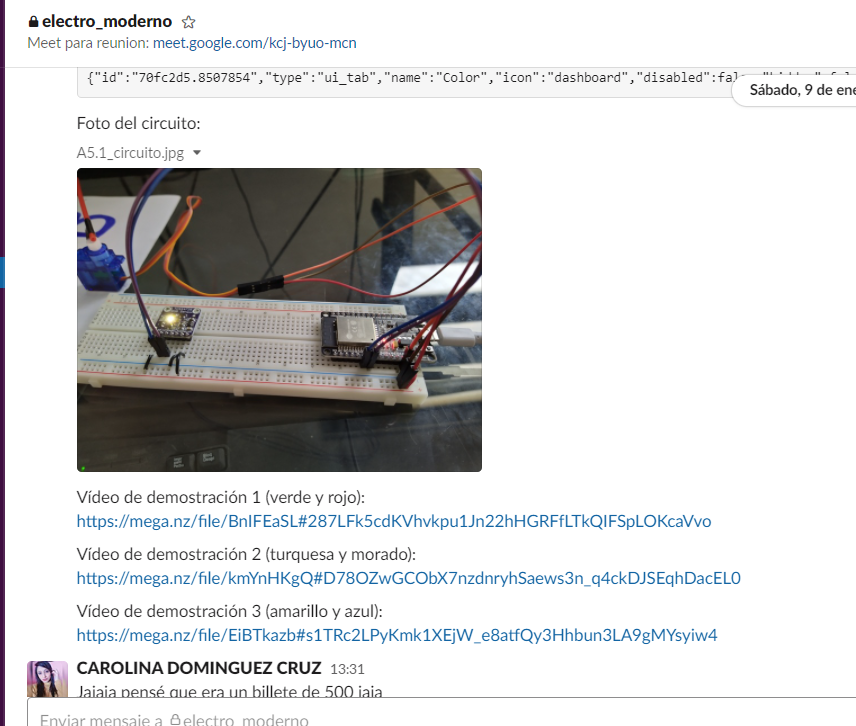 electro_moderno
Meet para reunion: meet.google.com/kcj-byuo-mcn
{"id":"70fc2d5.8507854","type":"ui_tab","name":"Color","icon":"dashboard","disabled":
Sábado, 9 de ene
Foto del circuito:
A5.1_circuito.jpg
Vídeo de demostración 1 (verde y rojo):
https://mega.nz/file/BnIFEaSL#287LFk5cdKVhvkpu1Jn22hHGRFfLTkQIFSpLOKcaVvo
Vídeo de demostración 2 (turquesa y morado):
https://mega.nz/file/kmYnHKgQ#D78OZwGCObX7nzdnryhSaews3n_q4ckDJSEqhDacEL0
Vídeo de demostración 3 (amarillo y azul):
https://mega.nz/file/EiBTkazb#s1TRc2LPyKmk1XEjW_e8atfQy3Hhbun3LA9gMYsyiw4
CAROLINA DOMINGUEZ CRUZ 13:31
Jajaja pensé que era un billete de 500 jaja
Enviar mensaje a electro_moderno